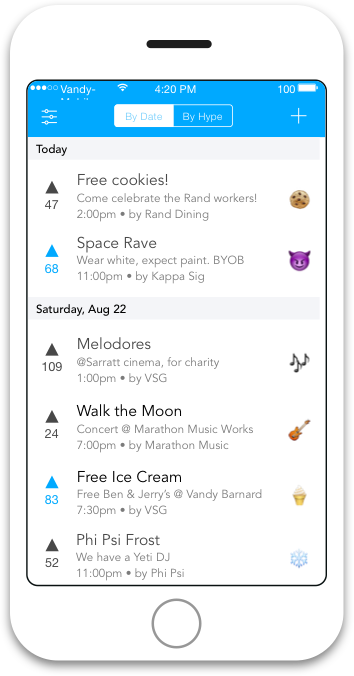 Vandy- 4:20 PM 100
By Date By Hype
Today
Free cookies!
Come celebrate the Rand workers!
47
2:00pm • by Rand Dining
Space Rave
Wear white, expect paint. BYOB
68
11:00pm • by Kappa Sig
Saturday, Aug 22
Melodores
@Sarratt cinema, for charity
109
1:00pm • by VSG
Walk the Moon
Concert @ Marathon Music Works
24
7:00pm • by Marathon Music
Free Ice Cream
Free Ben & Jerry's @ Vandy Barnard
83
7:30pm • by VSG
Phi Psi Frost
We have a Yeti DJ
52
11:00pm • by Phi Psi